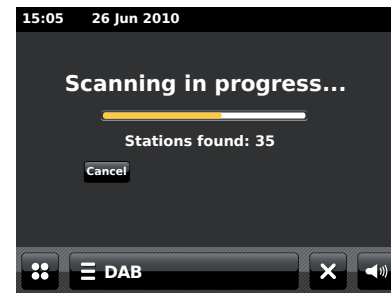 15:05 26 Jun 2010
Scanning in progress...
Stations found: 35
Cancel
DAB